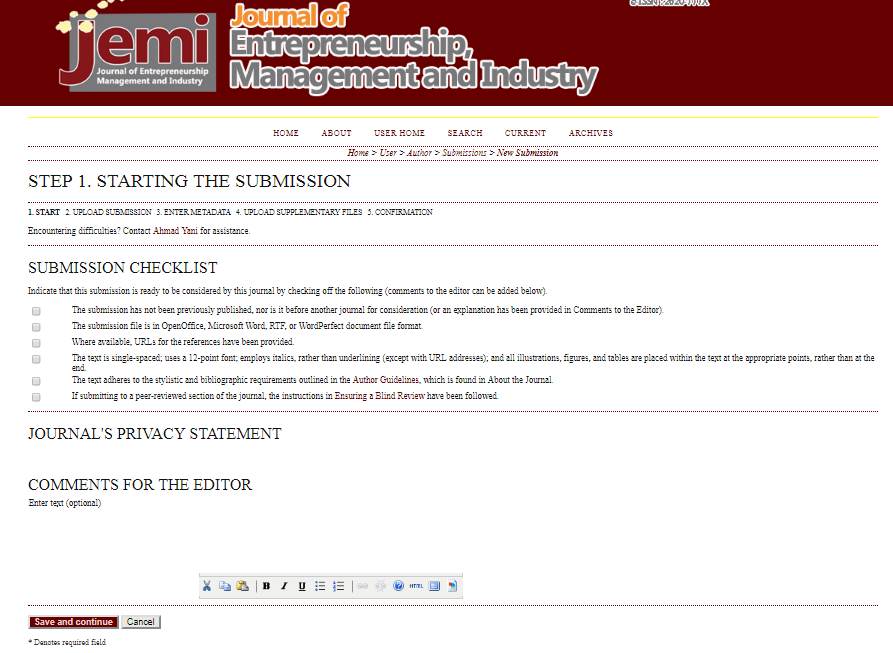 Jemi
Journal of Entrepreneurship
Management and Industry
Journal of
Entrepreneurship,
Management and Industry
HOME ABOUT USER HOME SEARCH CURRENT ARCHIVES
Home > User > Author > Submissions > New Submission
STEP 1. STARTING THE SUBMISSION
1. START 2. UPLOAD SUBMISSION 3. ENTER METADATA 4. UPLOAD SUPPLEMENTARY FILES 5. CONFIRMATION
Encountering difficulties? Contact Ahmad Yani for assistance.
SUBMISSION CHECKLIST
Indicate that this submission is ready to be considered by this journal by checking off the following (comments to the editor can be added below).
The submission has not been previously published, nor is it before another journal for consideration (or an explanation has been provided in Comments to the Editor).
The submission file is in OpenOffice, Microsoft Word, RTF, or WordPerfect document file format.
Where available, URLs for the references have been provided.
The text is single-spaced; uses a 12-point font; employs italics, rather than underlining (except with URL addresses); and all illustrations, figures, and tables are placed within the text at the appropriate points, rather than at the
end.
The text adheres to the stylistic and bibliographic requirements outlined in the Author Guidelines, which is found in About the Journal.
If submitting to a peer-reviewed section of the journal, the instructions in Ensuring a Blind Review have been followed.
JOURNAL'S PRIVACY STATEMENT
COMMENTS FOR THE EDITOR
Enter text (optional)
B I U HTML
Save and continue Cancel
* Denotes required field